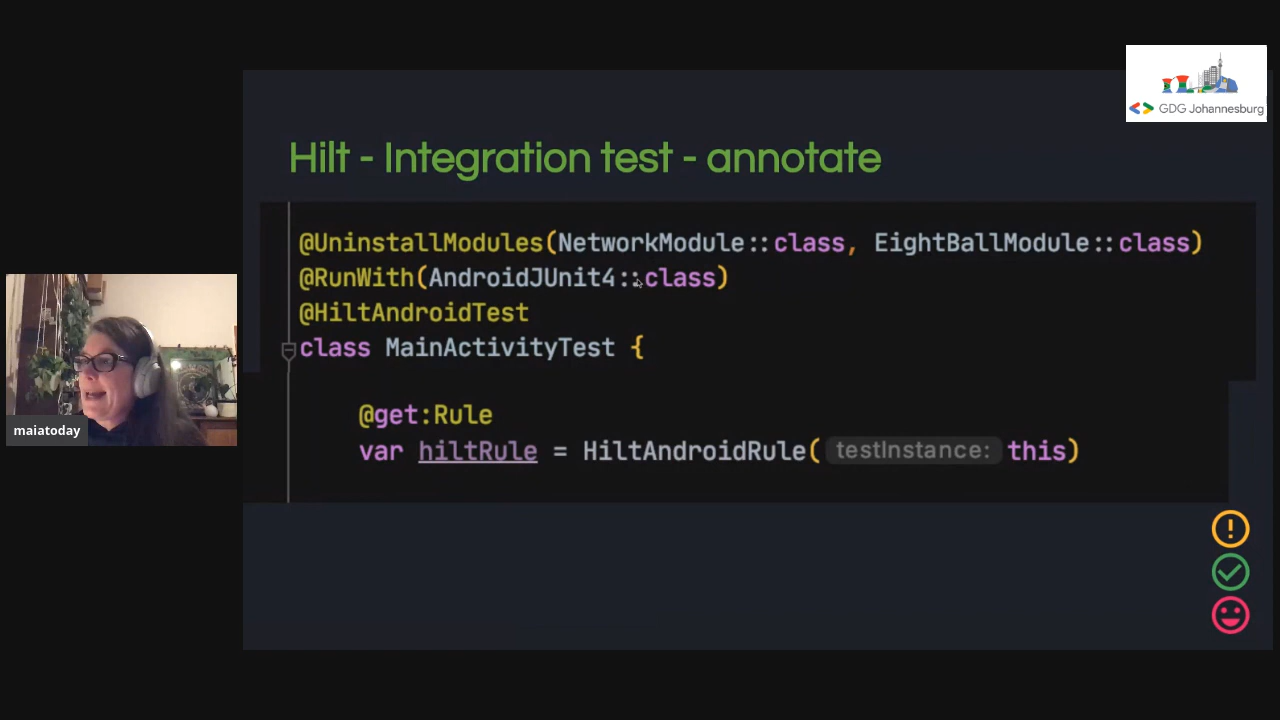 GDG Johannesburg
Hilt - Integration test - annotate
@UninstallModules(NetworkModule::class, EightBallModule::class)
@RunWith(AndroidJUnit4::class)
@HiltAndroidTest
class MainActivityTest {
@get:Rule
var hiltRule = HiltAndroidRule( testInstance: this)
maiatoday